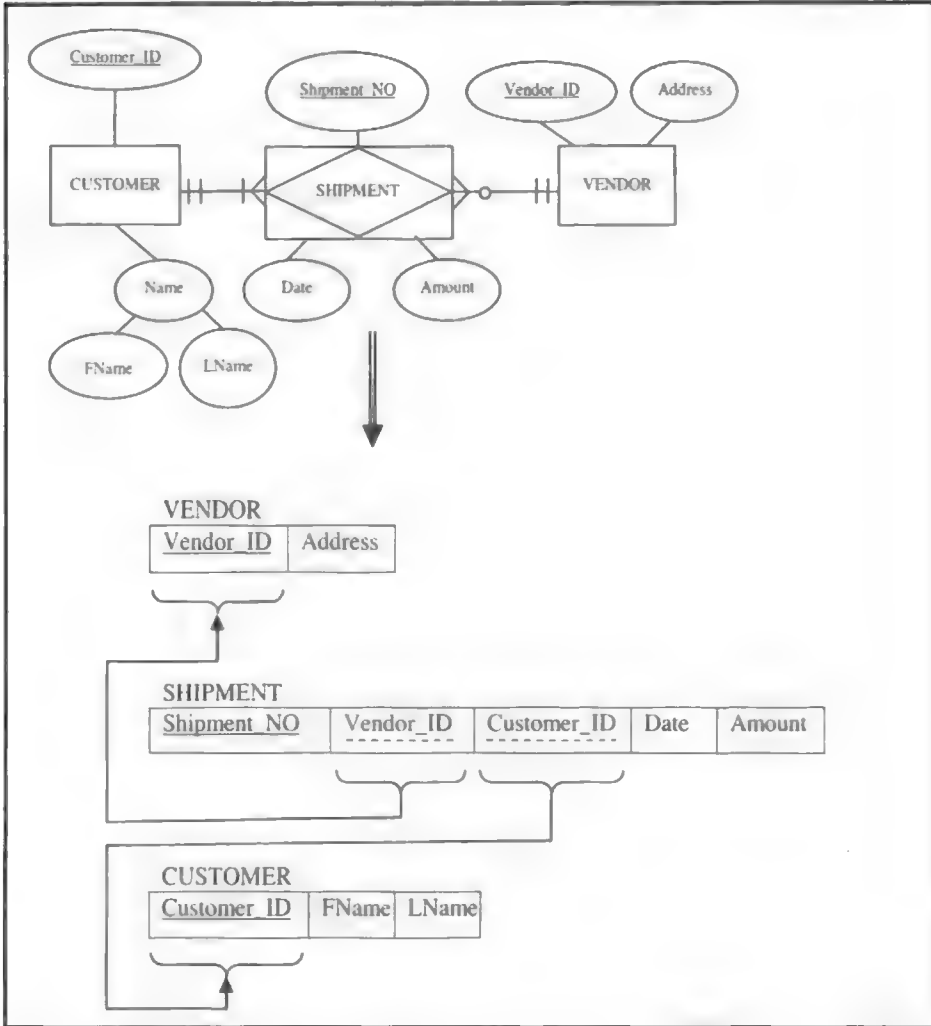 Customer_ID
Shipment_NO
Vendor_ID
Address
CUSTOMER
SHIPMENT
VENDOR
Name
Date
Amount
FName
LName
VENDOR
Vendor_ID Address
SHIPMENT
Shipment_NO Vendor_ID Customer_ID Date Amount
CUSTOMER
Customer_ID FName LName